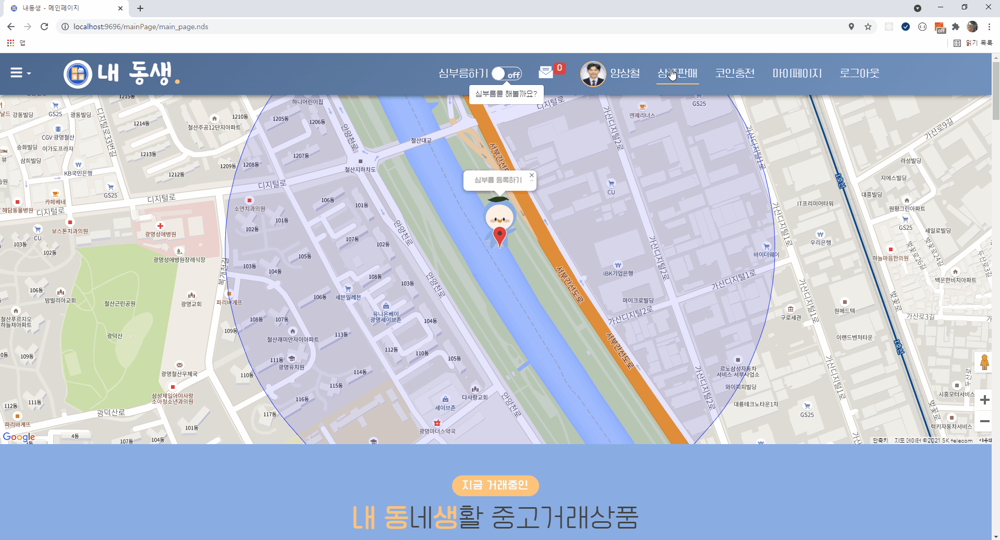 내동생 - 메인페이지
localhost:9696/mainPage/main_page.nds
off
앱
읽기 목록
내 동생.
심부름하기
off
0
양상철
상품판매
코인충전
마이페이지
로그아웃
심부름을 해볼까요?
심부름 등록하기
1215동
하니어린이집
디지털로33번길
강동빌딩
GS25
광동빌딩
1210동
1205동
1206동
1214동
철산주공12단지아파트
안양천로
철산대교
서부간선도로
디지털로
가산디지털2로
엔제리너스
GS25
가산디지털1로
가산로9길
CGV 광명철산
승화빌딩
이가도프라자
삼희빌딩
1213동
1207동
KB국민은행
1212동
1209동
1208동
철산지하차도
라성빌딩
지에스빌딩
1호선
GS25
디지털로
디지털로
106동
101동
CU
대흥빌딩
카페베네
해담동물병원
디지털로
소연치과의원
IT프리미어타워
원평그린아파트
보스톤치과의원
CU
광명성애병원
101동
102동
107동
102동
안양천로
GS25
세일로빌딩
103동
102동
105동
광명성애병원장례식장
103동
104동
목개천길
가산디지털2로
바이더웨이
우리은행
가산디지털1로
하늘마음한의원
벚꽃로26길
벚꽃로24길
두산로3길
108동
103동
안양천로
서부간선도로
IBK기업은행
가산디지털1로
백운한비치아파트
106동
밤빌리아교회
철산근린공원
광명교회
파리바게뜨
106동
세븐일레븐
마이크로빌딩
가산디지털1로
벚꽃로
원메드텍
철산푸르지오
하늘채아파트
108동
107동
유니온베이
광명세이브존
104동
가산디지털2로
구로세관
가산로3길
광덕산
109동
철산래미안자이아파트
113동
서부간선도로
이랜드벤처타운
1호선
109동
112동
110동
105동
111동
광명유치원
가산디지털1로
광명철산우체국
110동
114동
가산디지털2로
르노삼성자동차
서비스 서부사업소
두산로
115동
다사랑교회
안양천로
와이피피빌딩
시흥모터서비스
삼성제일아이사랑
소아청소년과의원
112동
111동
116동
세이브존
대륭테크노타운1차
벚꽃로
광덕산로
117동
GS25
파리바게뜨
101동
광명마더스약국
럭키자동차서비스
Google
4동
107동
104동
단축키
지도 데이터 ©2021 SK telecom
지금 거래중인
내 동네생활 중고거래상품